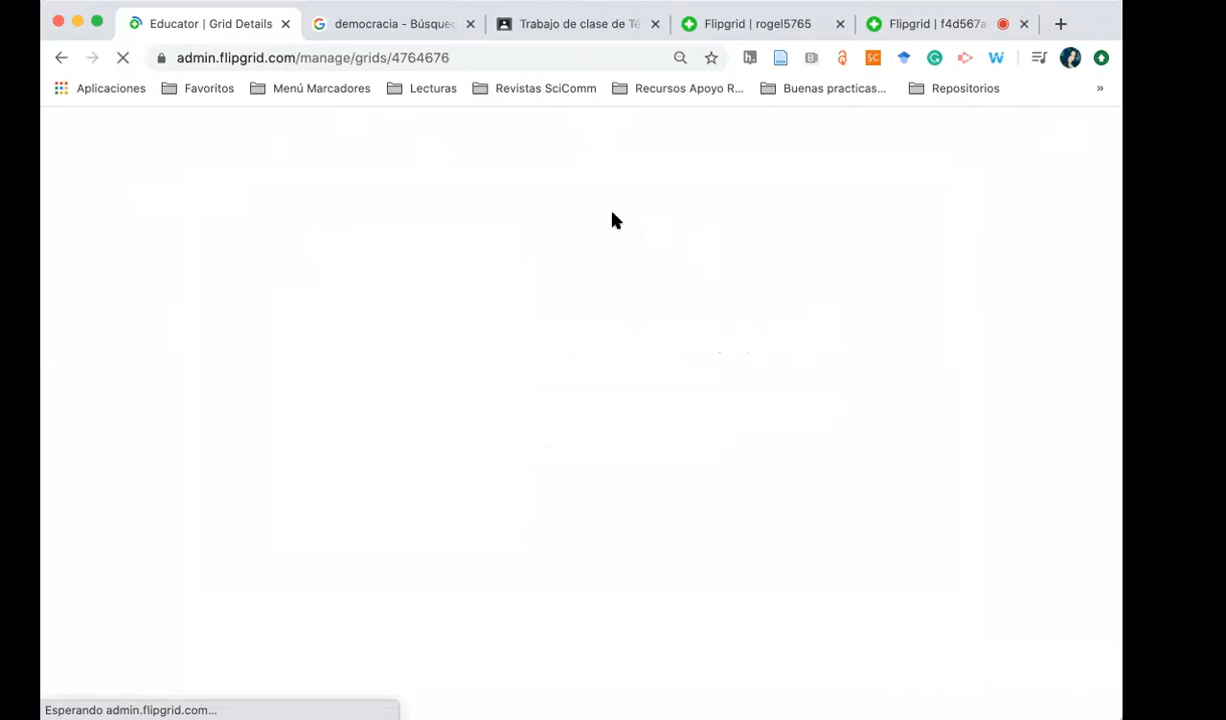 Educator | Grid Details
democracia - Búsqued
Trabajo de clase de Té
Flipgrid | rogel5765
Flipgrid | f4d567a
admin.flipgrid.com/manage/grids/4764676
Aplicaciones Favoritos Menú Marcadores Lecturas Revistas SciComm Recursos Apoyo R... Buenas practicas... Repositorios »
Esperando admin.flipgrid.com...